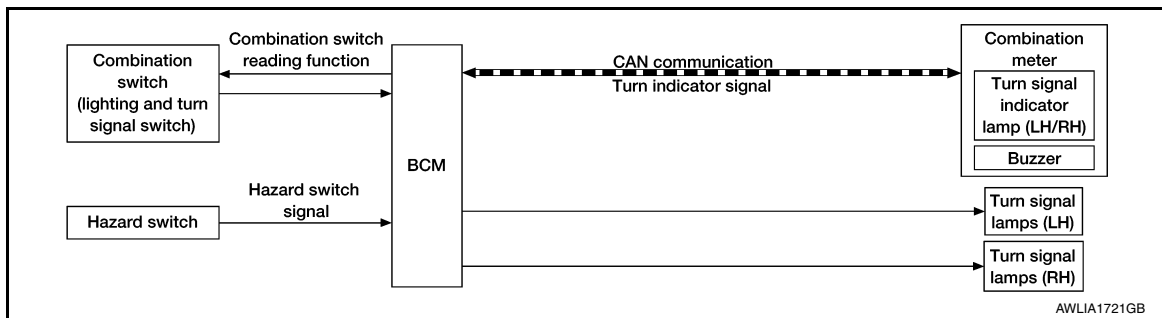 Combination
switch
(lighting and turn
signal switch)
Combination switch
reading function
Hazard switch
Hazard switch
signal
BCM
CAN communication
Turn indicator signal
Combination
meter
Turn signal
indicator
lamp (LH/RH)
Buzzer
Turn signal
lamps (LH)
Turn signal
lamps (RH)
AWLIA1721GB